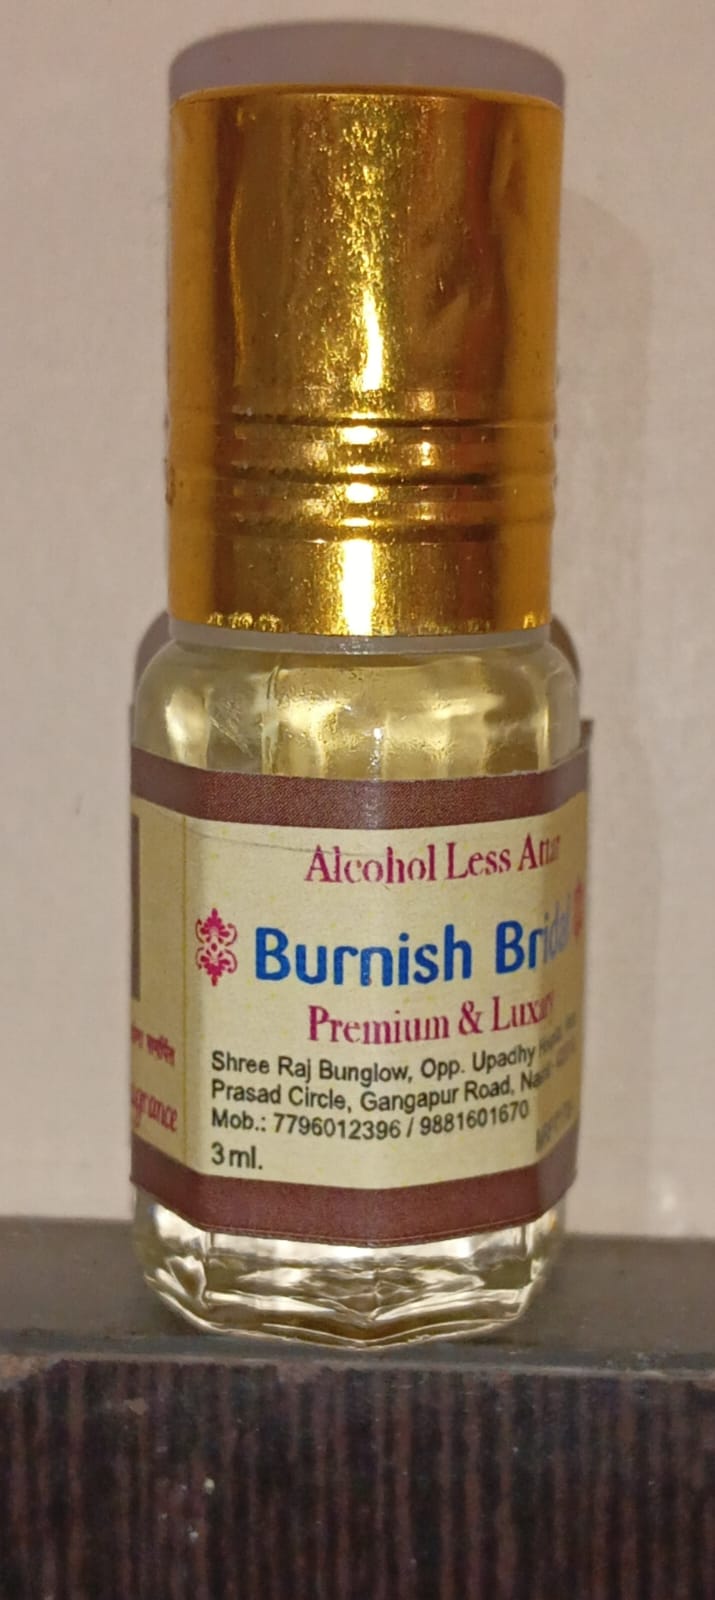 Alcohol Less Attar
Burnish Bridal
Premium & Luxary
Shree Raj Bunglow, Opp. Upadhy
Prasad Circle, Gangapur Road,
Mob.: 7796012396 / 9881601670
3 ml.